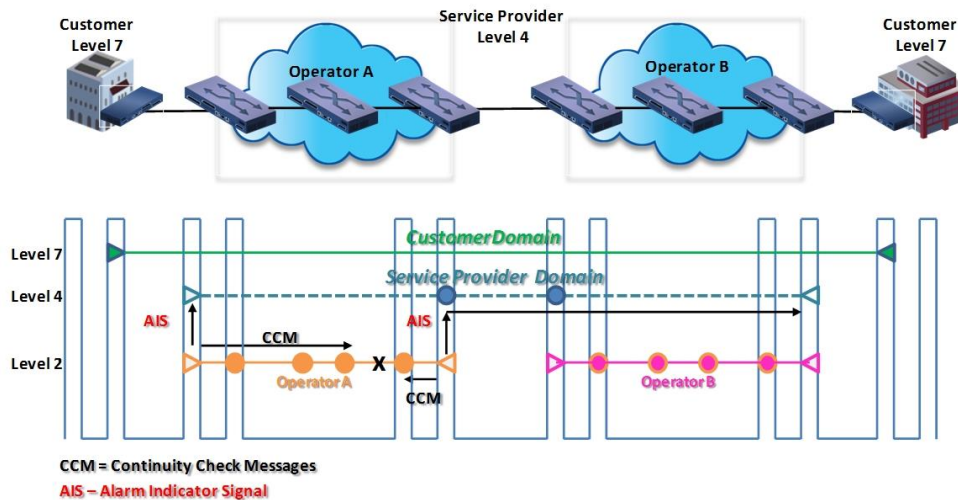 Customer
Level 7
Service Provider
Level 4
Customer
Level 7
Operator A
Operator B
Level 7
CustomerDomain
Level 4
Service Provider Domain
AIS
AIS
CCM
Level 2
X
Operator A
Operator B
CCM
CCM = Continuity Check Messages
AIS – Alarm Indicator Signal